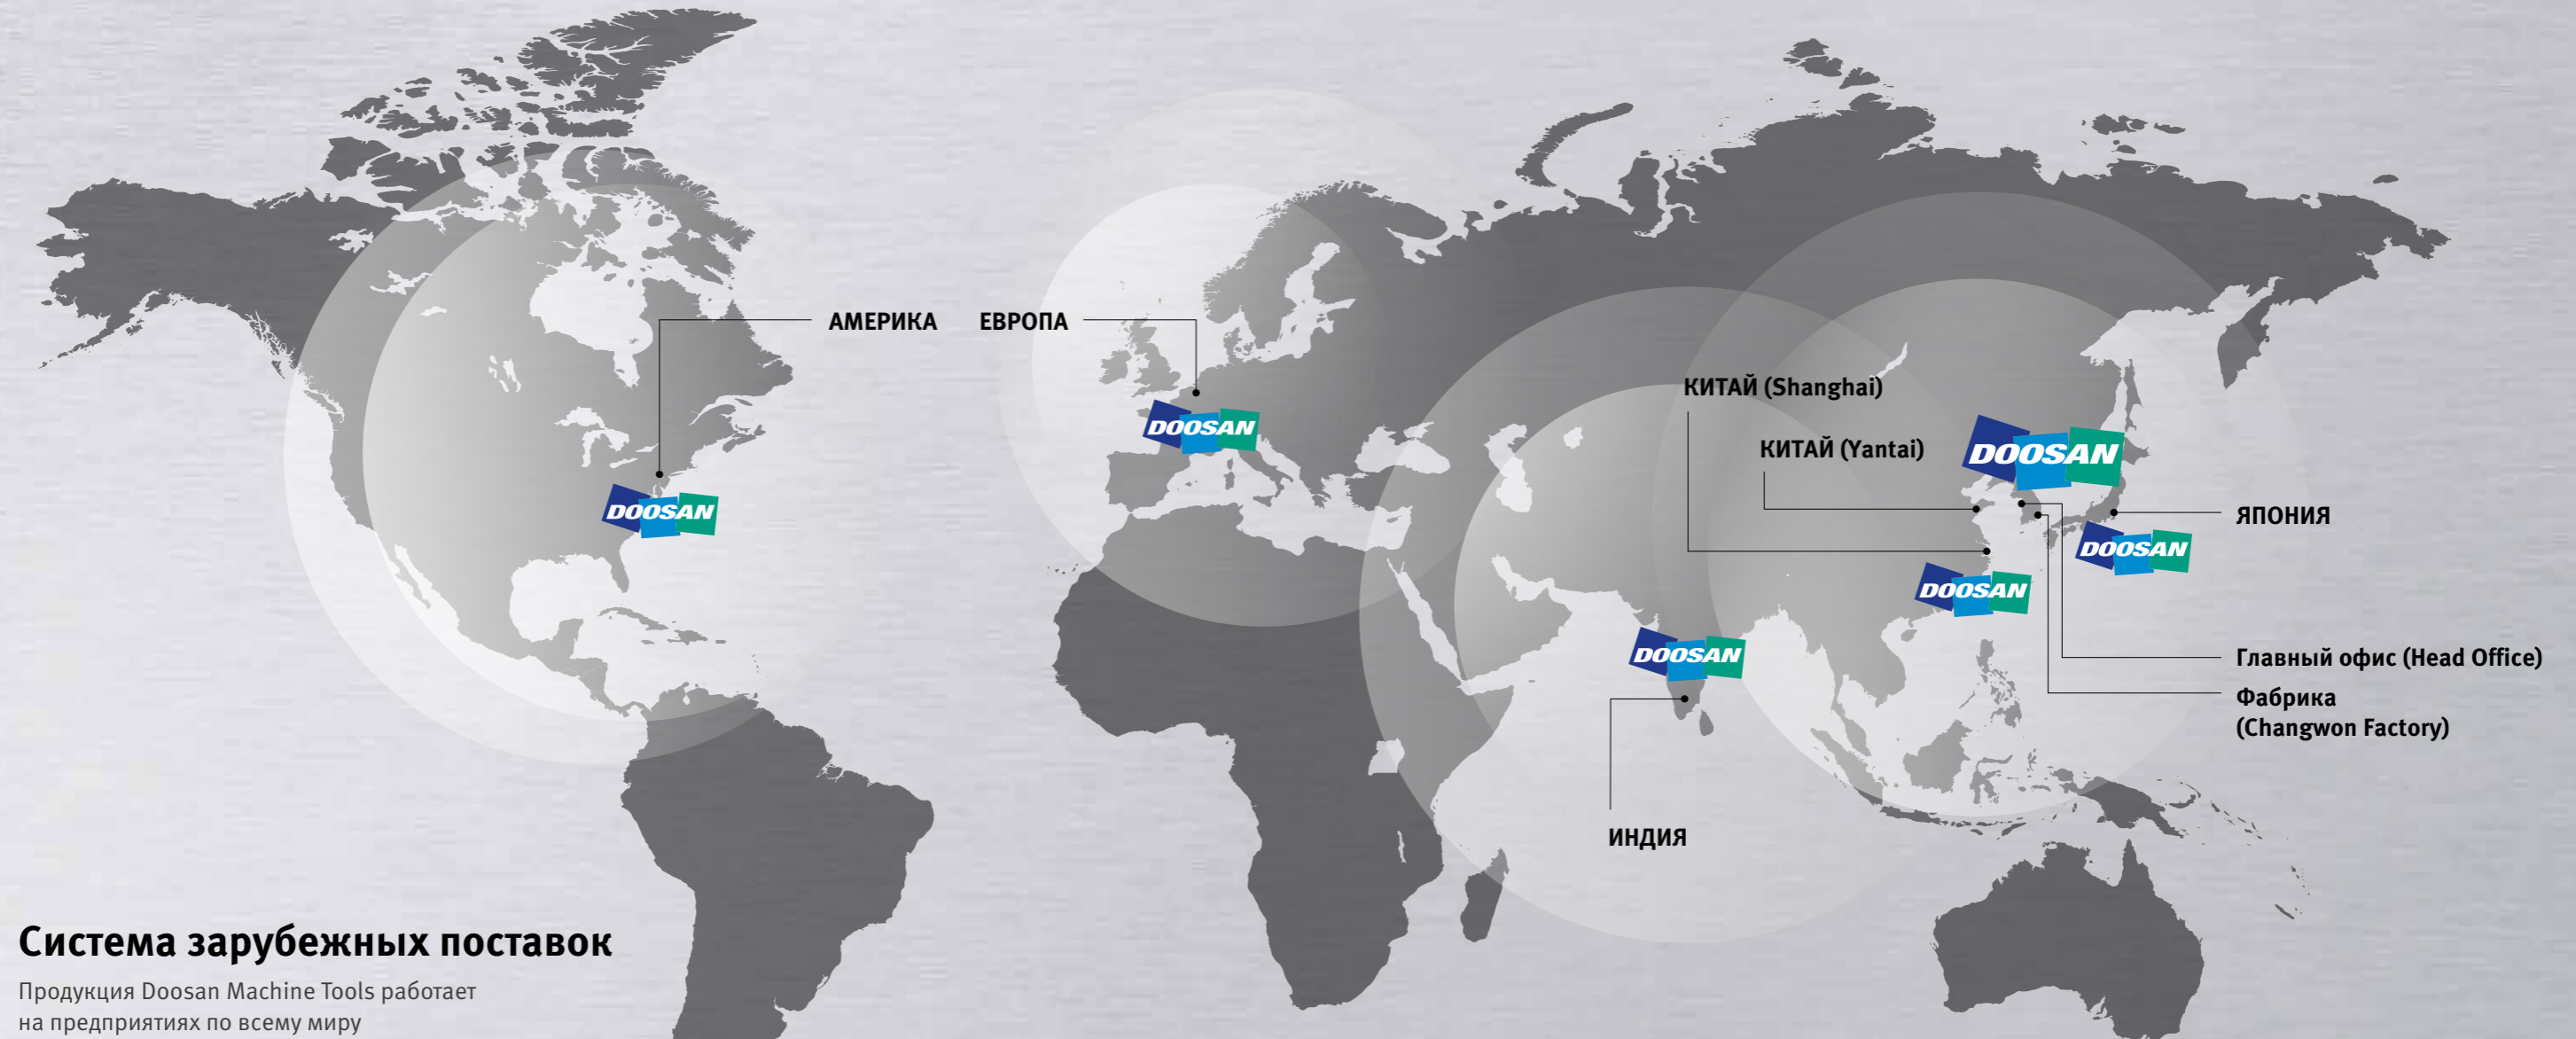 АМЕРИКА
ЕВРОПА
КИТАЙ (Shanghai)
DOOSAN
DOOSAN
КИТАЙ (Yantai)
DOOSAN
ЯПОНИЯ
DOOSAN
DOOSAN
DOOSAN
Главный офис (Head Office)
Фабрика
(Changwon Factory)
ИНДИЯ
Система зарубежных поставок
Продукция Doosan Machine Tools работает
на предприятиях по всему миру